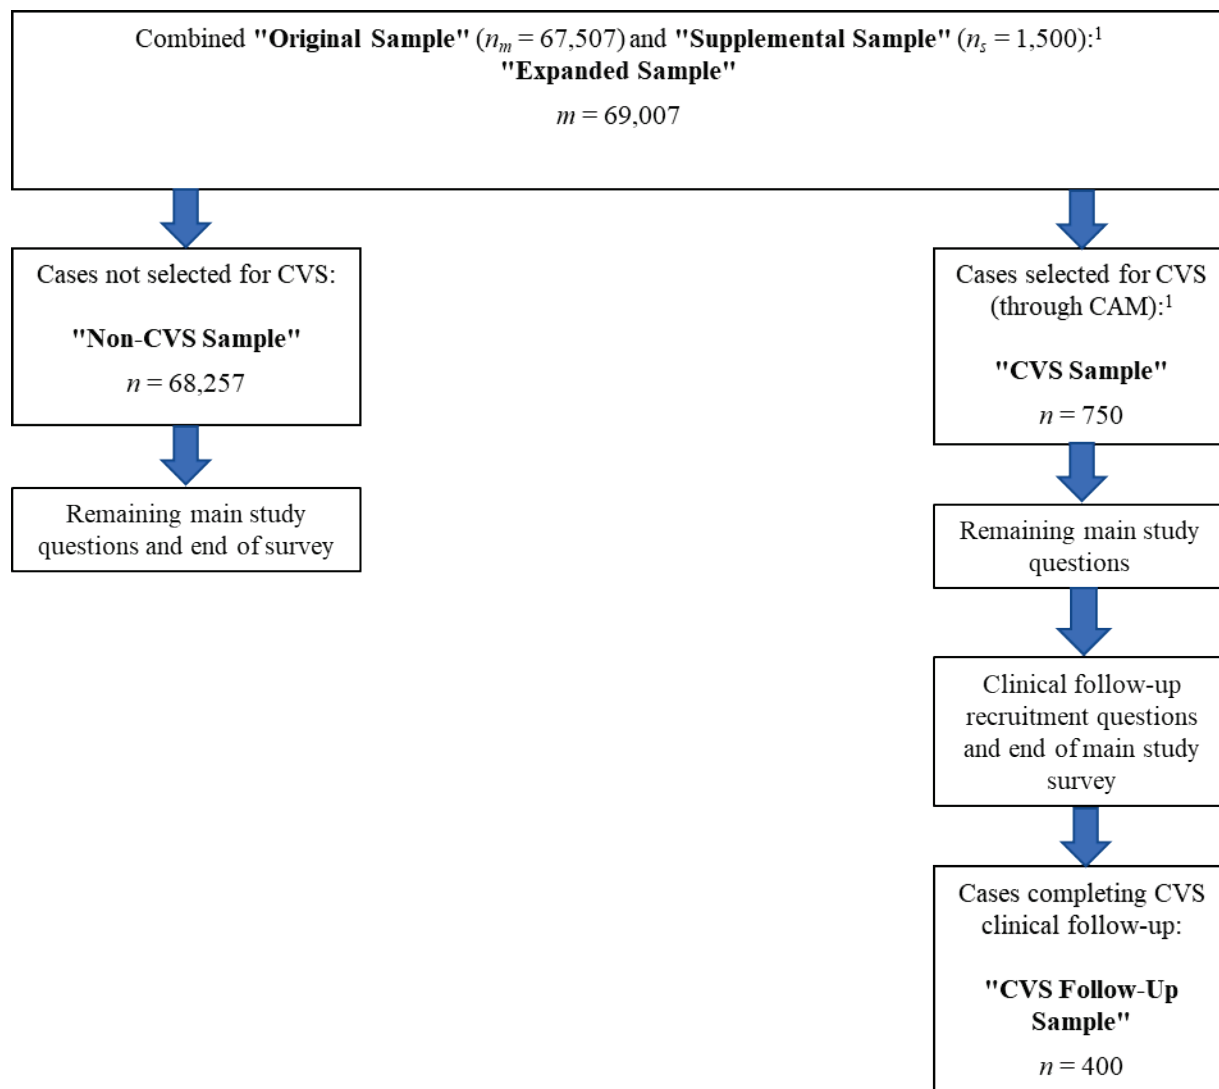 Combined "Original Sample" (nm = 67,507) and "Supplemental Sample" (ns = 1,500):1
"Expanded Sample"
m = 69,007
Cases not selected for CVS:
"Non-CVS Sample"
n = 68,257
Remaining main study
questions and end of survey
Cases selected for CVS
(through CAM):1
"CVS Sample"
n = 750
Remaining main study
questions
Clinical follow-up
recruitment questions
and end of main study
survey
Cases completing CVS
clinical follow-up:
"CVS Follow-Up
Sample"
n = 400